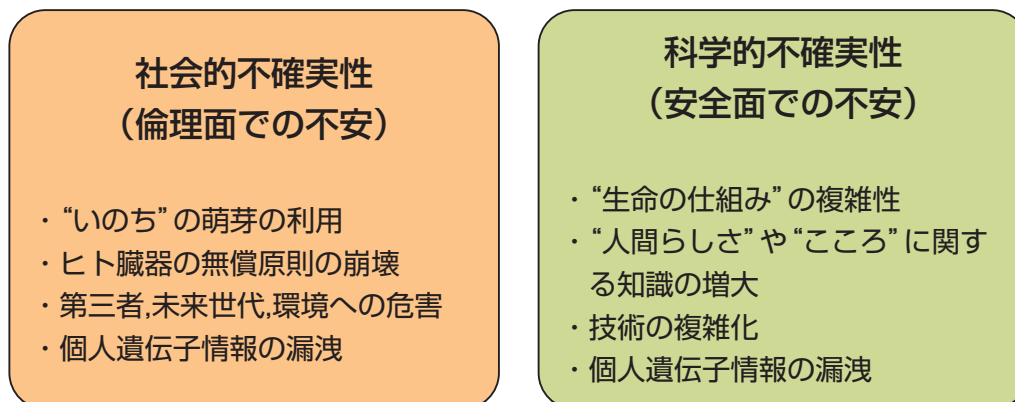 社会的不確実性
(倫理面での不安)
・“いのち”の萌芽の利用
・ヒト臓器の無償原則の崩壊
・第三者,未来世代,環境への危害
・個人遺伝子情報の漏洩
科学的不確実性
(安全面での不安)
・“生命の仕組み”の複雑性
・“人間らしさ”や“こころ”に関す
る知識の増大
・技術の複雑化
・個人遺伝子情報の漏洩